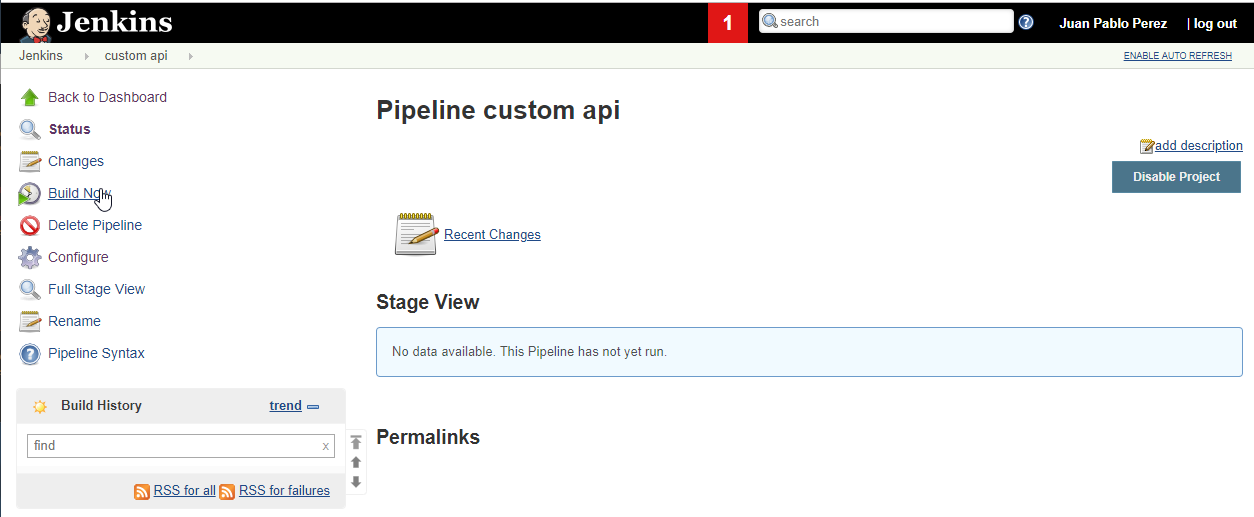 Jenkins
1
search
Juan Pablo Perez
| log out
Jenkins
custom api
ENABLE AUTO REFRESH
Back to Dashboard
Status
Changes
Build Now
Delete Pipeline
Configure
Full Stage View
Rename
Pipeline Syntax
Build History
trend
find
x
RSS for all
RSS for failures
Pipeline custom api
add description
Disable Project
Recent Changes
Stage View
No data available. This Pipeline has not yet run.
Permalinks